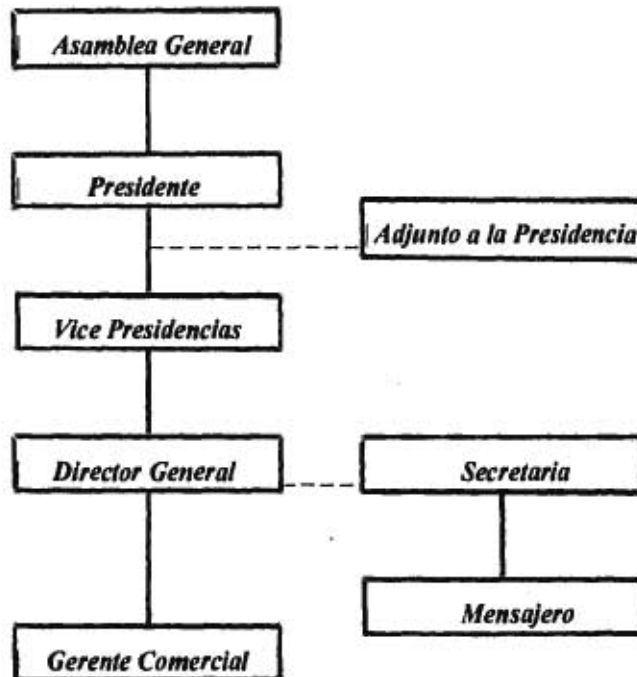 Asamblea General
Presidente
Adjunto a la Presidencia
Vice Presidencias
Director General
Secretaria
Mensajero
Gerente Comercial